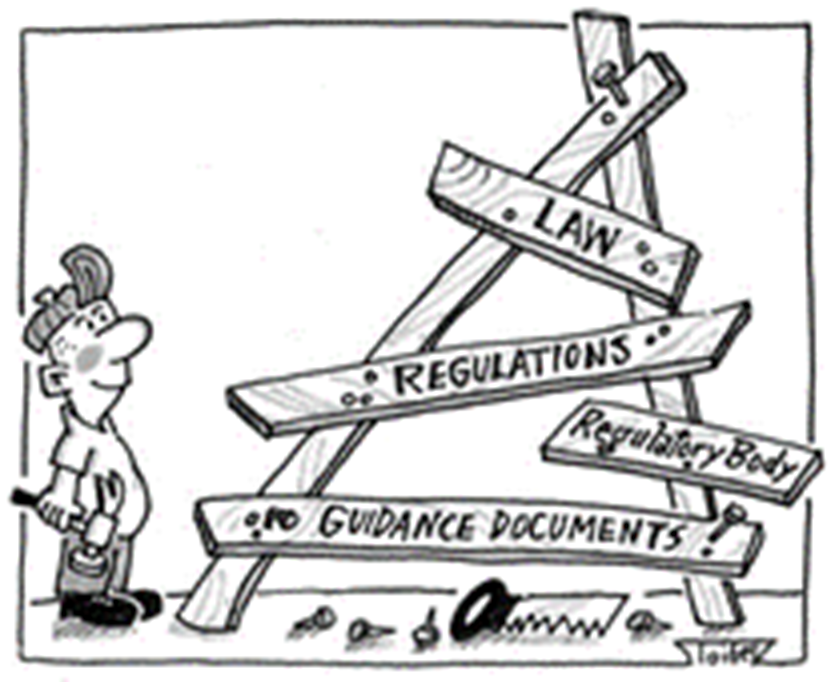 LAW
REGULATIONS
Regulatory Body
GUIDANCE DOCUMENTS